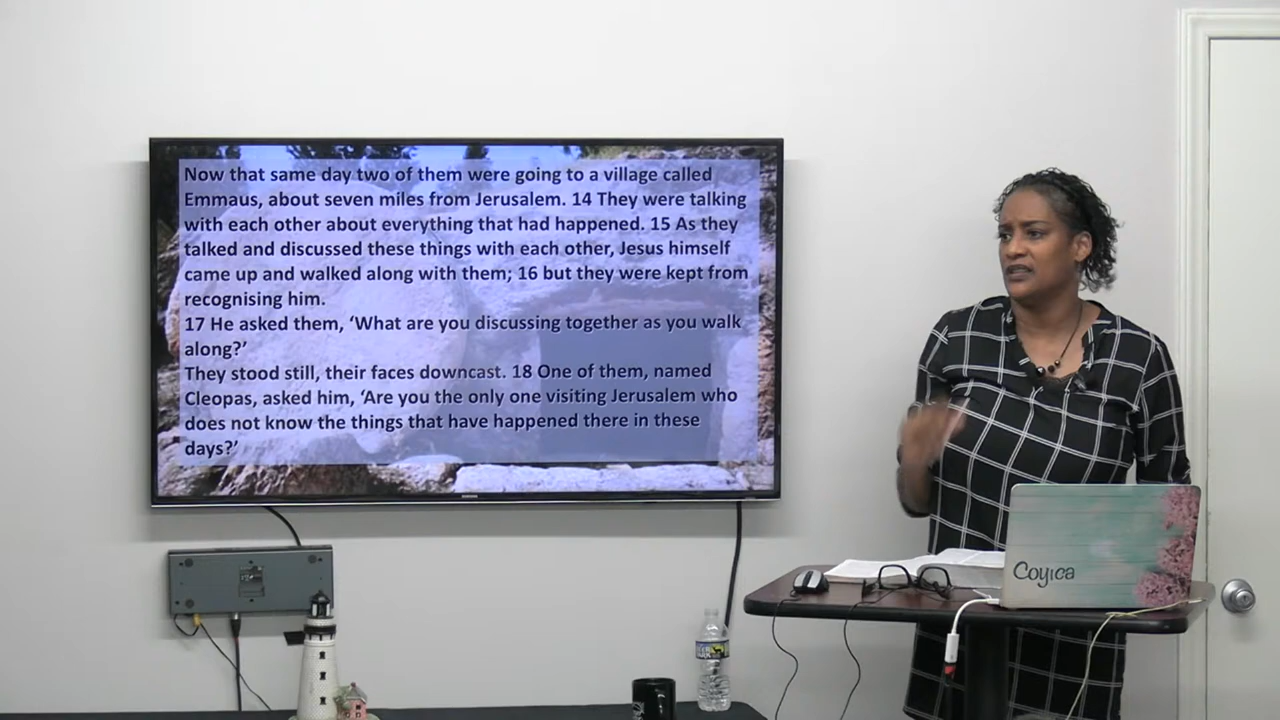 Now that same day two of them were going to a village called
Emmaus, about seven miles from Jerusalem. 14 They were talking
with each other about everything that had happened. 15 As they
talked and discussed these things with each other, Jesus himself
came up and walked along with them; 16 but they were kept from
recognising him.
17 He asked them, ‘What are you discussing together as you walk
along?’
They stood still, their faces downcast. 18 One of them, named
Cleopas, asked him, ‘Are you the only one visiting Jerusalem who
does not know the things that have happened there in these
days?’
SAMSUNG
Coyica